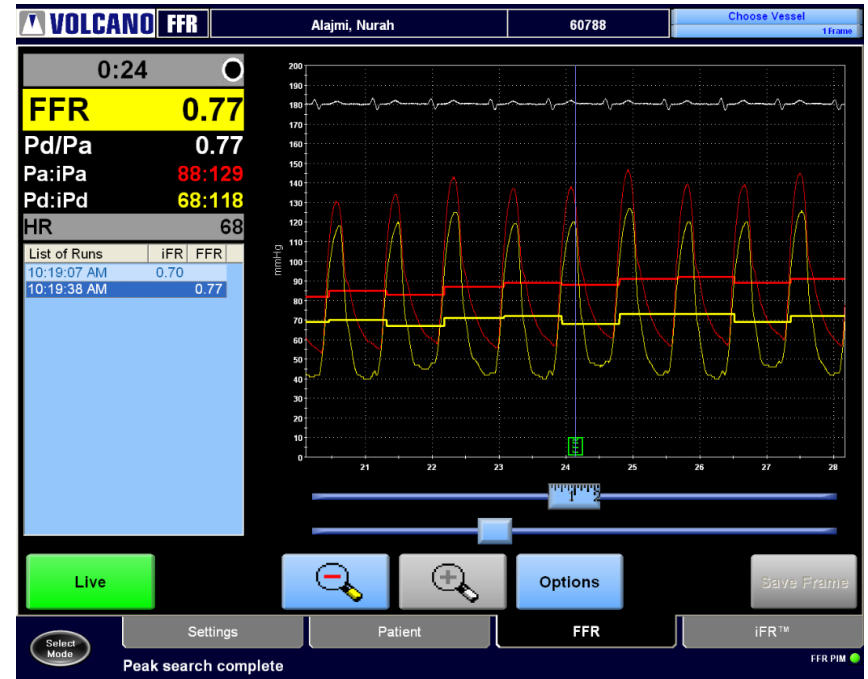 VOLCANO FFR
Alajmi, Nurah
60788
Choose Vessel
1 Frame
0:24
FFR 0.77
Pd/Pa 0.77
Pa:iPa 88:129
Pd:iPd 68:118
HR 68
List of Runs iFR FFR
10:19:07 AM 0.70
10:19:38 AM 0.77
mmHg
200
190
180
170
160
150
140
130
120
110
100
90
80
70
60
50
40
30
20
10
0
21 22 23 24 25 26 27 28
FFR
1 2
Live
Options
Save Frame
Select Mode
Settings
Patient
FFR
iFR™
Peak search complete
FFR PIM